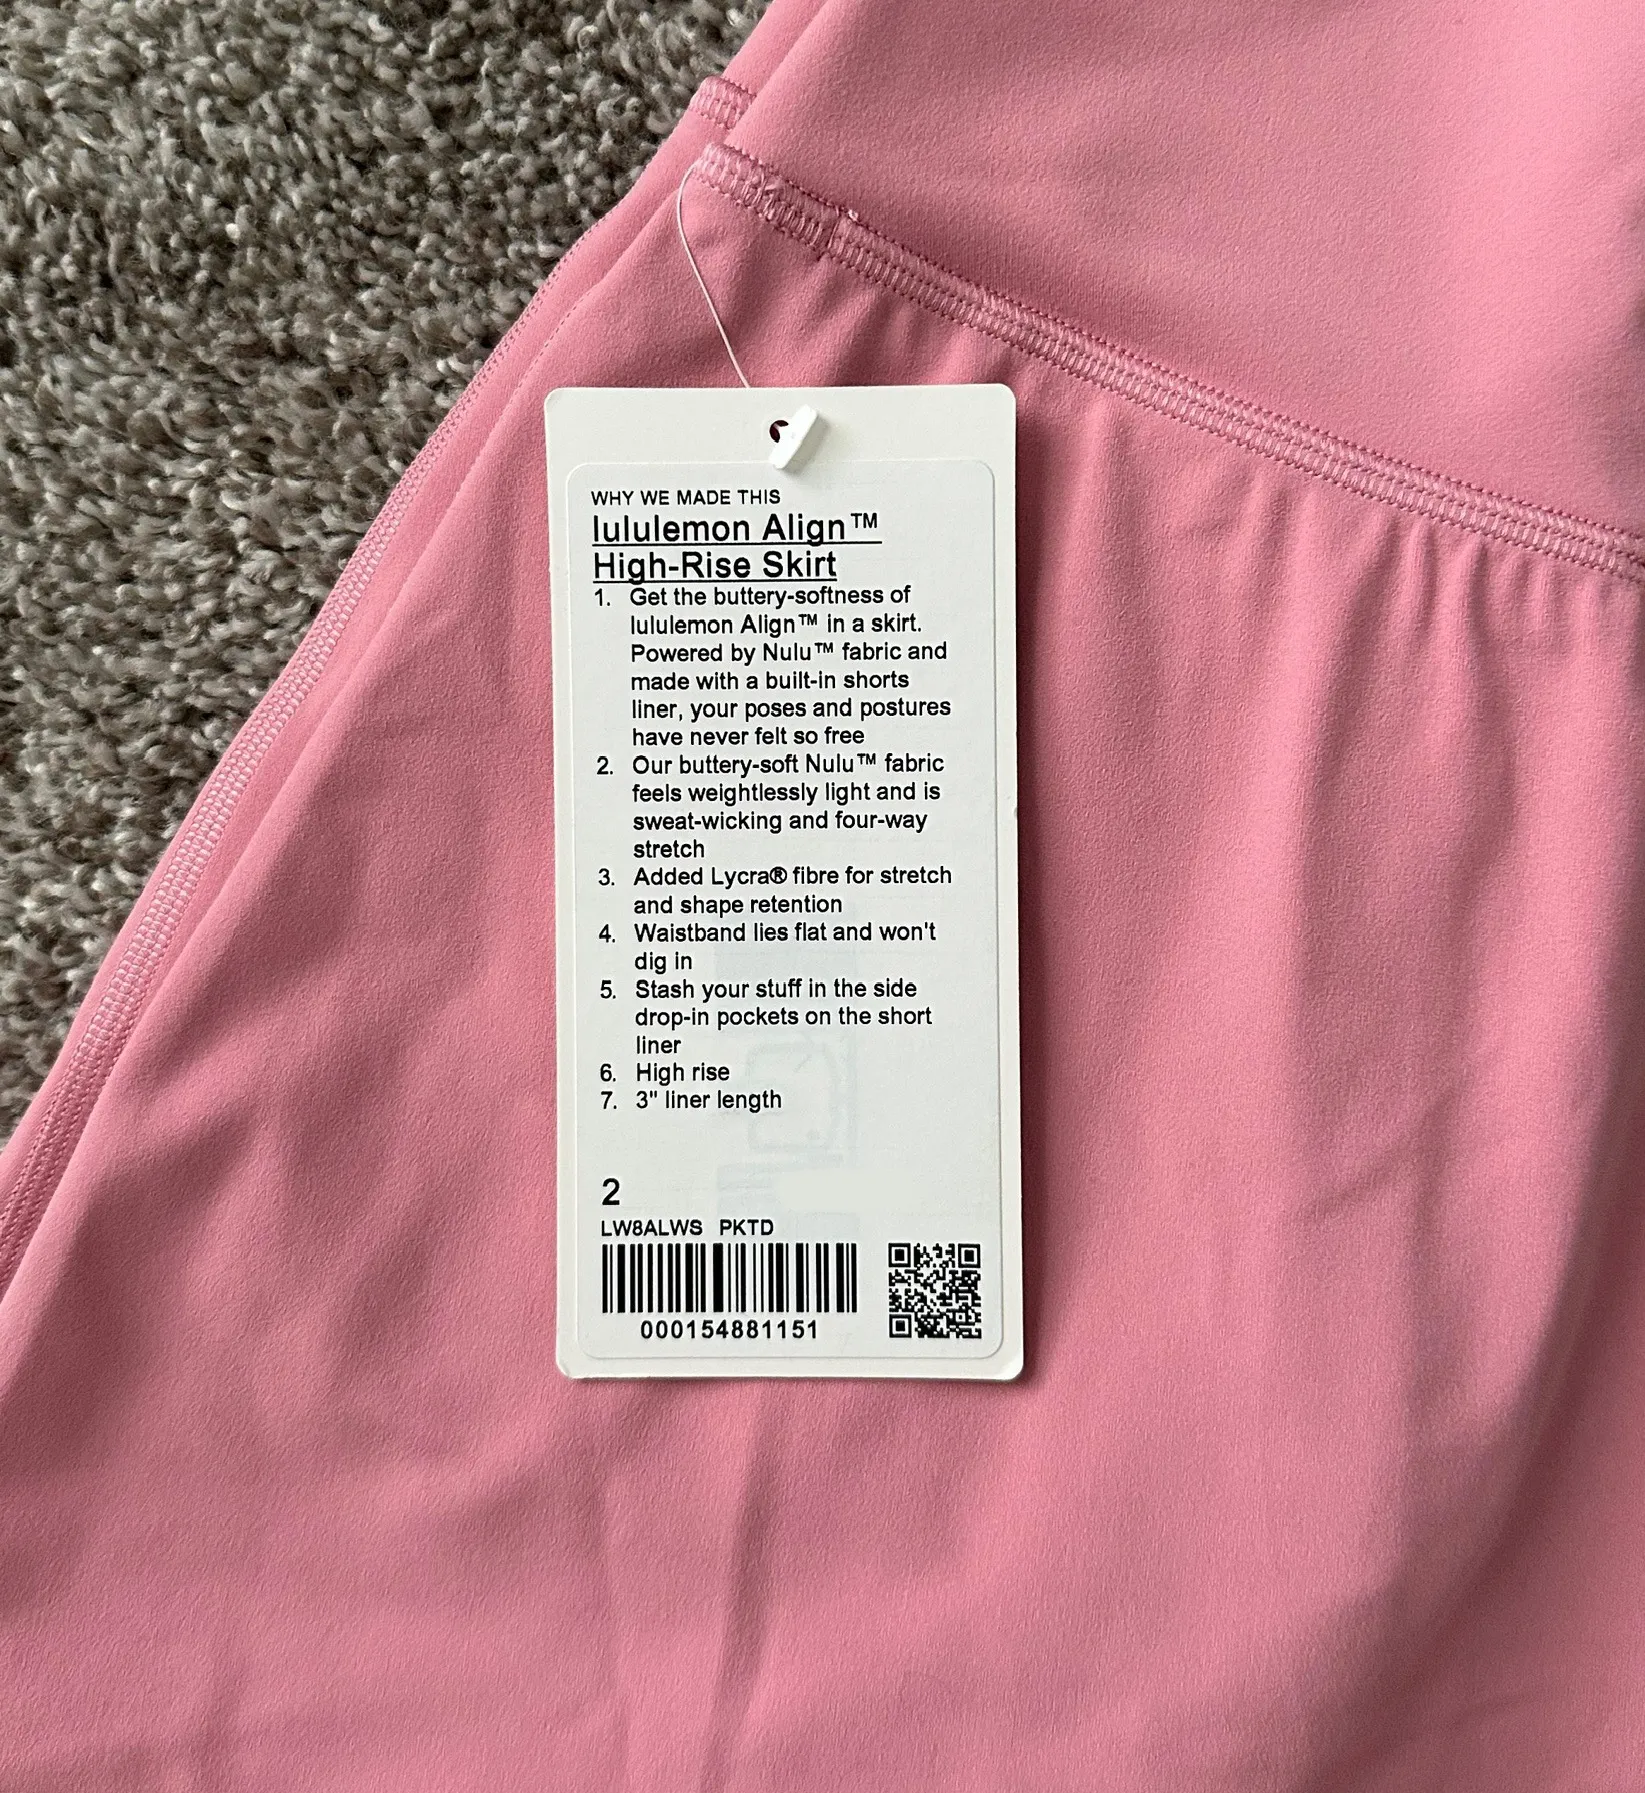 WHY WE MADE THIS
lululemon Align™
High-Rise Skirt
1. Get the buttery-softness of
lululemon Align™ in a skirt.
Powered by Nulu™ fabric and
made with a built-in shorts
liner, your poses and postures
have never felt so free
2. Our buttery-soft Nulu™ fabric
feels weightlessly light and is
sweat-wicking and four-way
stretch
3. Added Lycra® fibre for stretch
and shape retention
4. Waistband lies flat and won't
dig in
5. Stash your stuff in the side
drop-in pockets on the short
liner
6. High rise
7. 3" liner length
2
LW8ALWS PKTD
000154881151